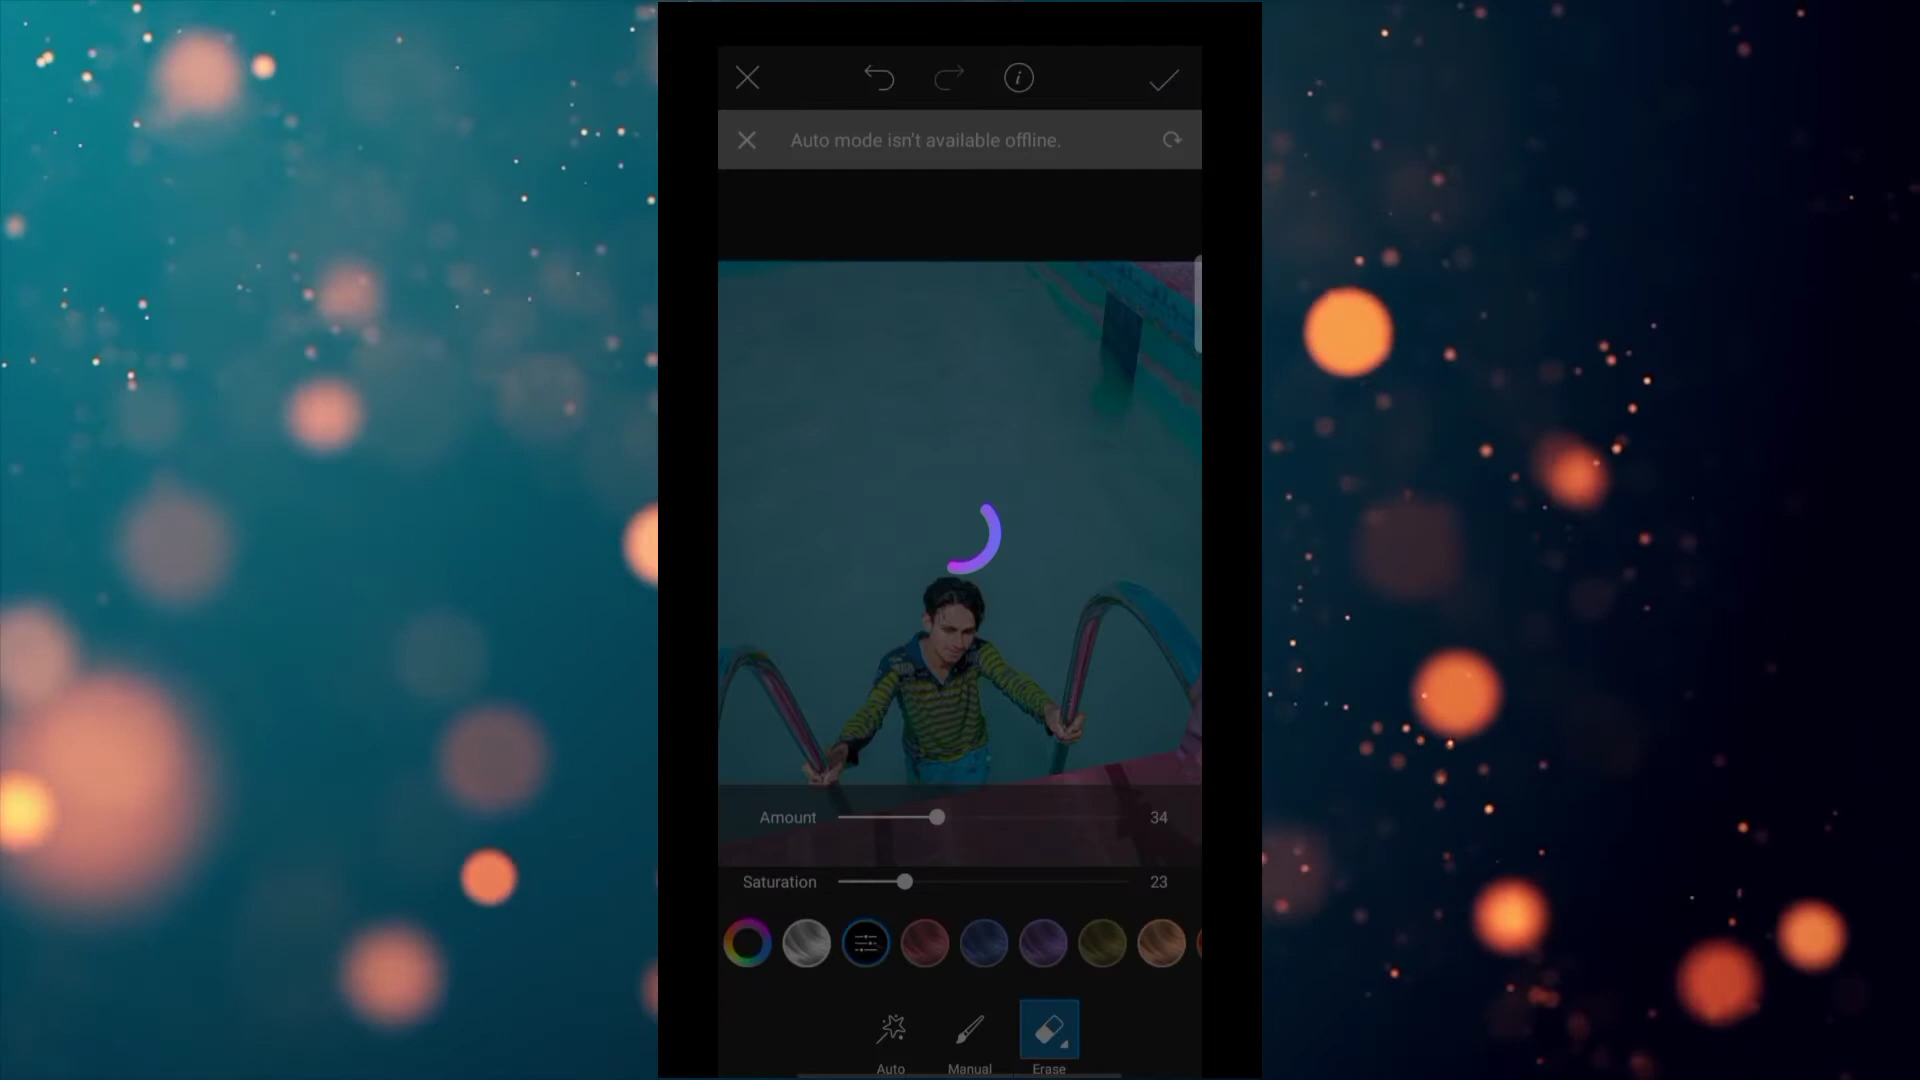 Auto mode isn't available offline.
Amount 34
Saturation 23
Auto Manual Erase